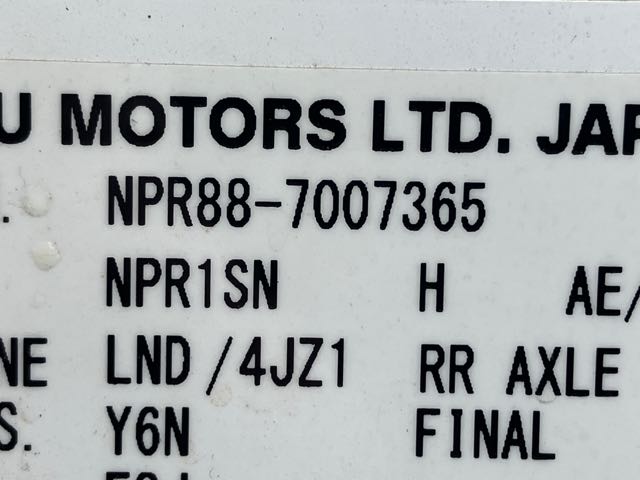 U MOTORS LTD. JAP
. NPR88-7007365
NPR1SN H AE/
NE LND/4JZ1 RR AXLE
S. Y6N FINAL